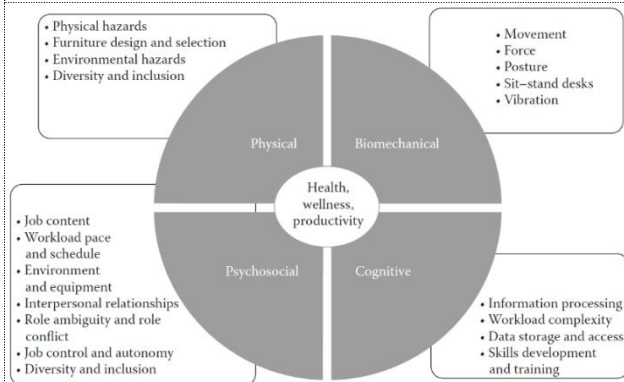 • Physical hazards
• Furniture design and selection
• Environmental hazards
• Diversity and inclusion
• Movement
• Force
• Posture
• Sit–stand desks
• Vibration
Physical
Biomechanical
Health,
wellness,
productivity
Psychosocial
Cognitive
• Job content
• Workload pace
and schedule
• Environment
and equipment
• Interpersonal relationships
• Role ambiguity and role
conflict
• Job control and autonomy
• Diversity and inclusion
• Information processing
• Workload complexity
• Data storage and access
• Skills development
and training